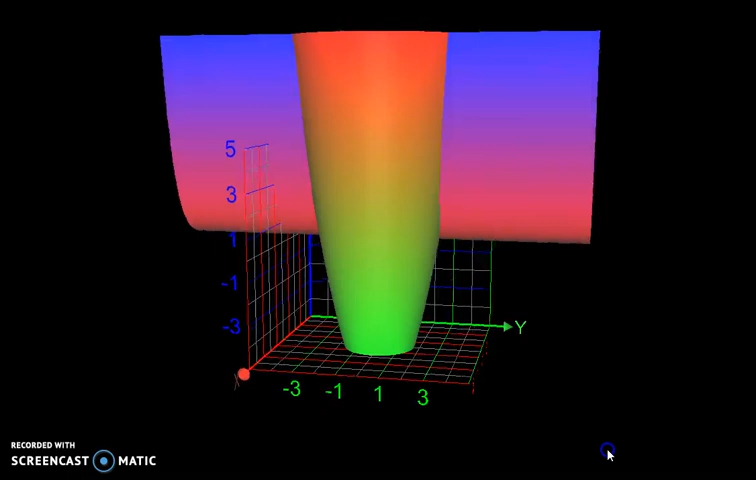 5
3
1
-1
-3
Y
-3 -1 1 3
RECORDED WITH
SCREENCAST MATIC